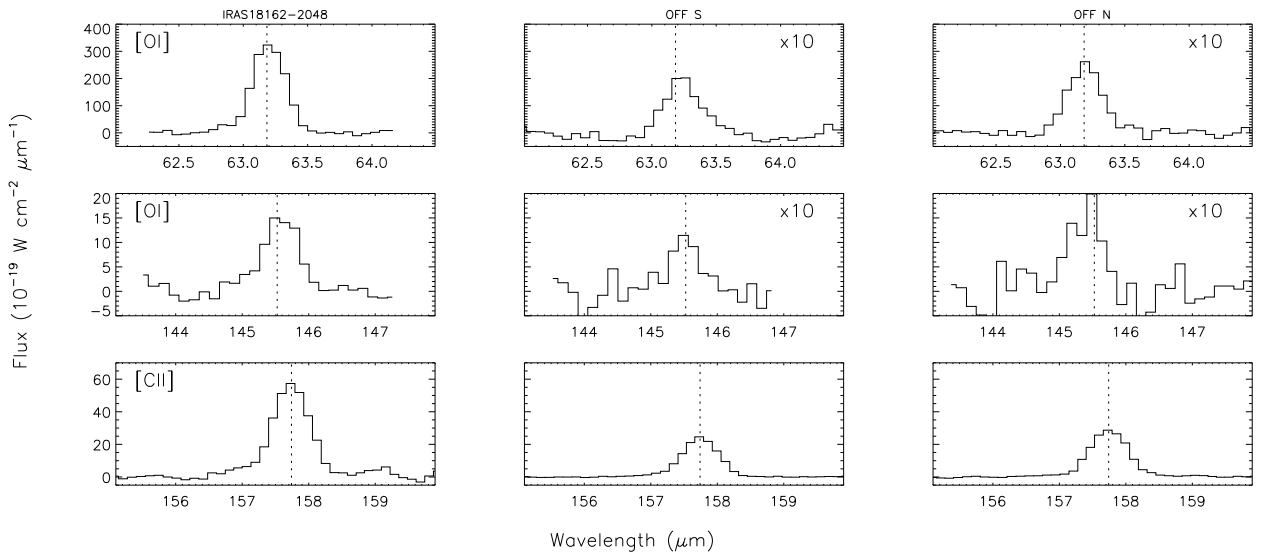 IRAS18162−2048 OFF S OFF N
[OI] x10 x10
400
300
200
100
0
62.5 63.0 63.5 64.0 62.5 63.0 63.5 64.0 62.5 63.0 63.5 64.0
[OI] x10 x10
20
15
10
5
0
−5
144 145 146 147 144 145 146 147 144 145 146 147
[CII]
60
40
20
0
156 157 158 159 156 157 158 159 156 157 158 159
Flux (10⁻¹⁹ W cm⁻² μm⁻¹)
Wavelength (μm)